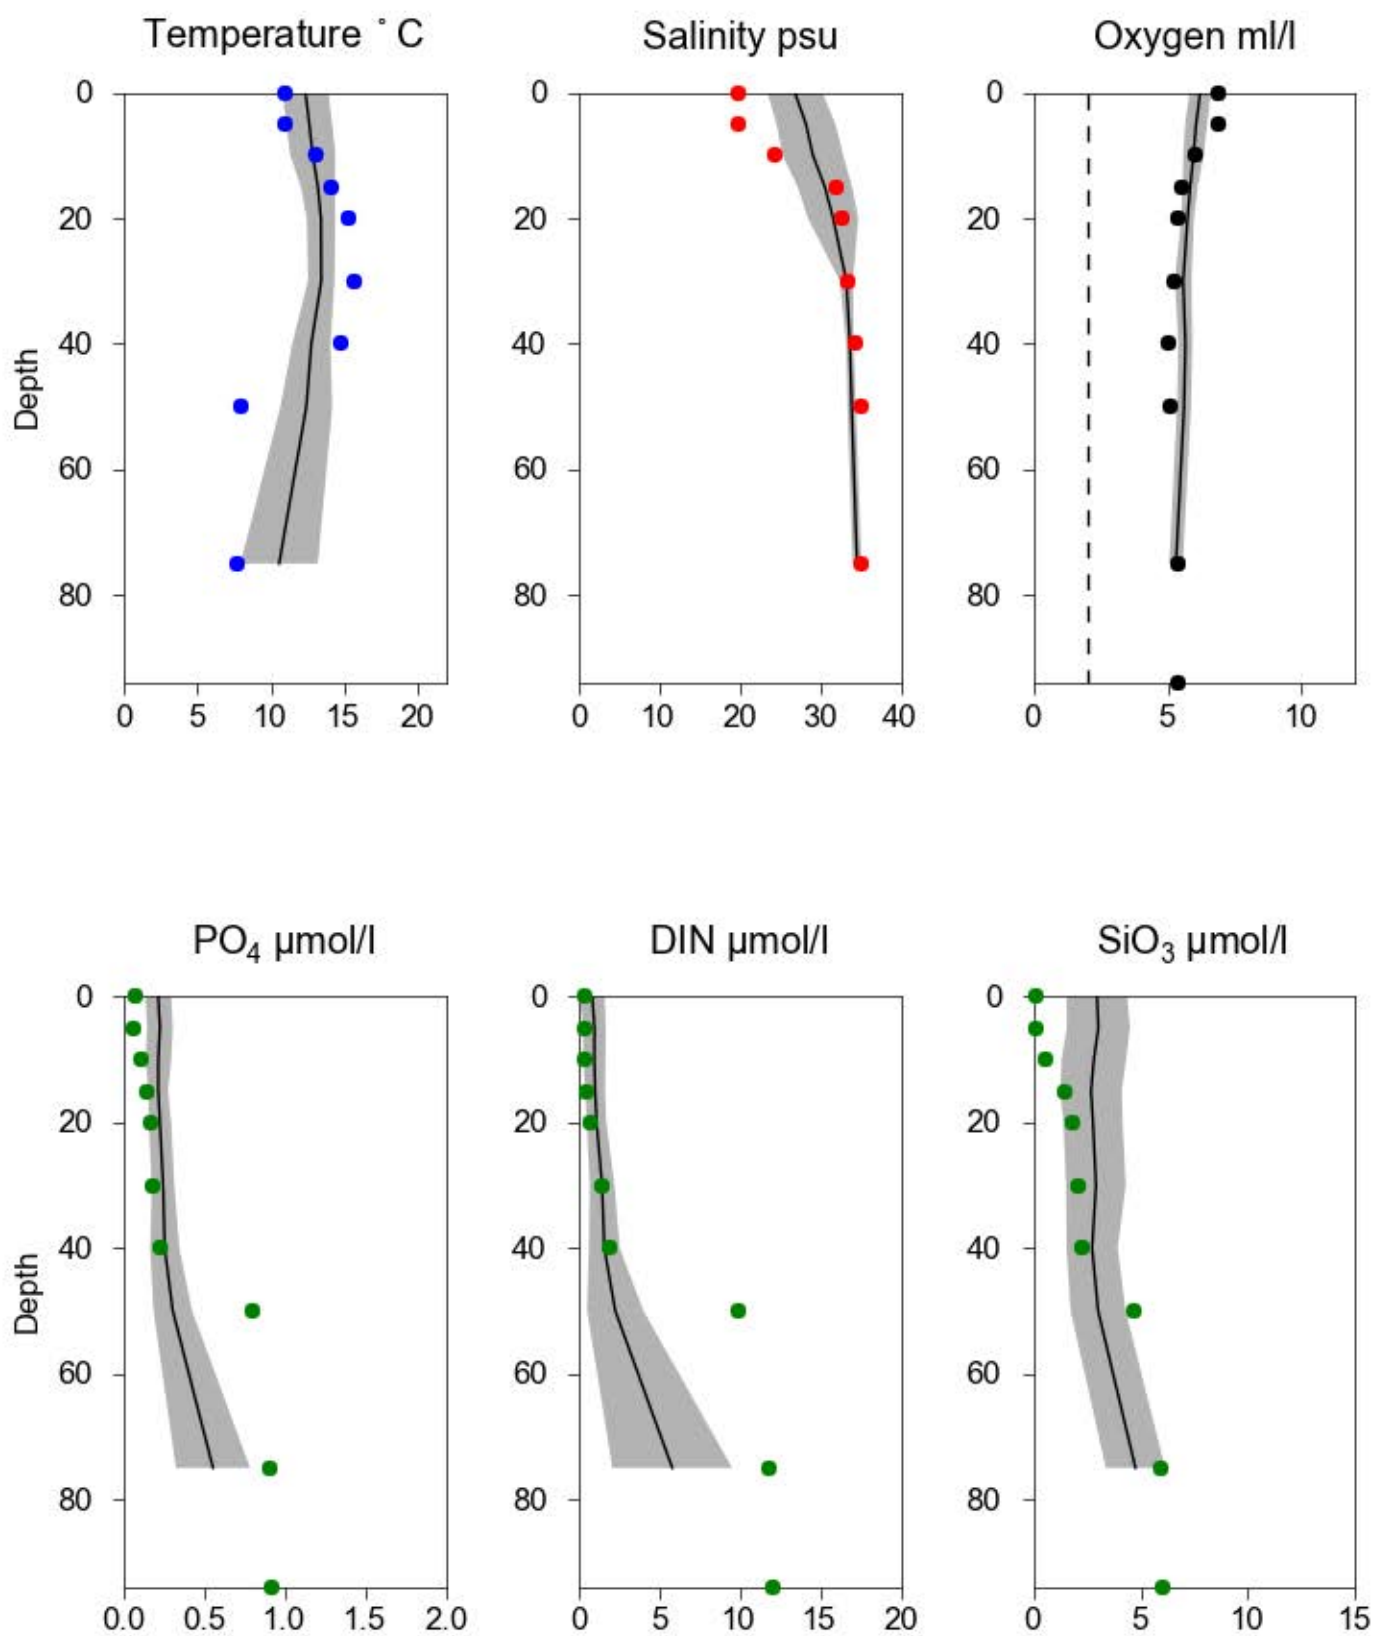 Temperature ˚ C
Salinity psu
Oxygen ml/l
0
20
40
60
80
Depth
0 5 10 15 20
0
20
40
60
80
0 10 20 30 40
0
20
40
60
80
0 5 10
PO₄ µmol/l
DIN µmol/l
SiO₃ µmol/l
0
20
40
60
80
Depth
0.0 0.5 1.0 1.5 2.0
0
20
40
60
80
0 5 10 15 20
0
20
40
60
80
0 5 10 15